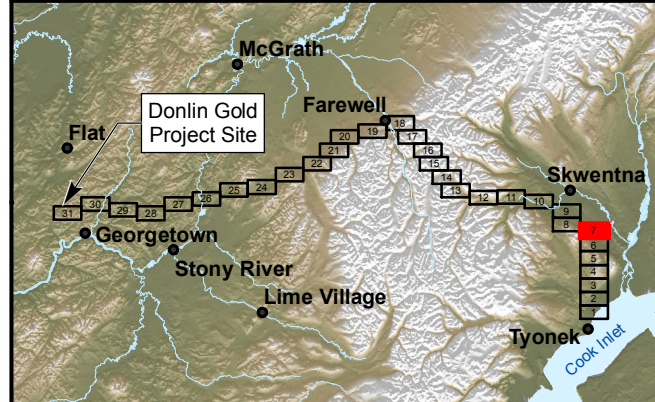 McGrath
Donlin Gold
Project Site
Farewell
Flat
18
19
20
17
21
16
22
15
23
14
24
13
25
12
11
10
26
27
28
29
30
31
Skwentna
9
8
7
6
5
4
3
2
1
Georgetown
Stony River
Lime Village
Tyonek
Cook Inlet